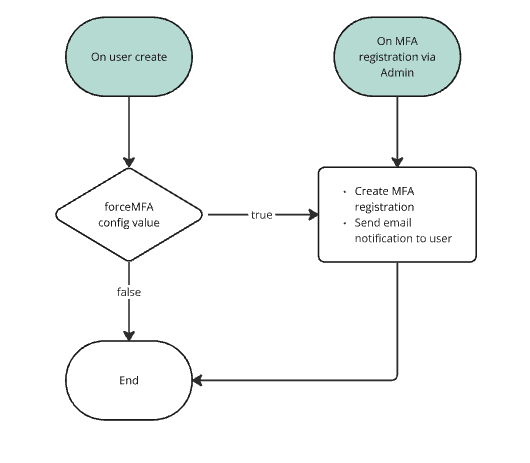 On user create
On MFA
registration via
Admin
forceMFA
config value
true
· Create MFA
registration
· Send email
notification to user
false
End